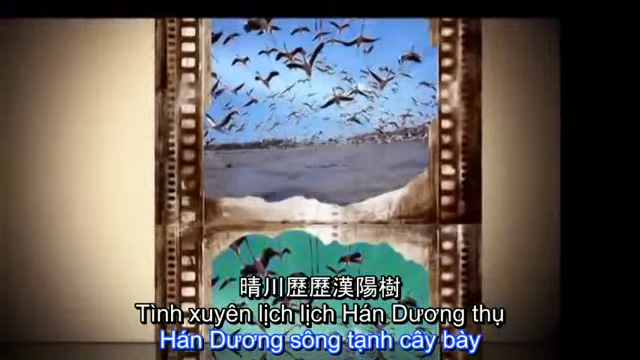 晴川歷歷漢陽樹
Tình xuyên lịch lịch Hán Dương thụ
Hán Dương sông tạnh cây bày